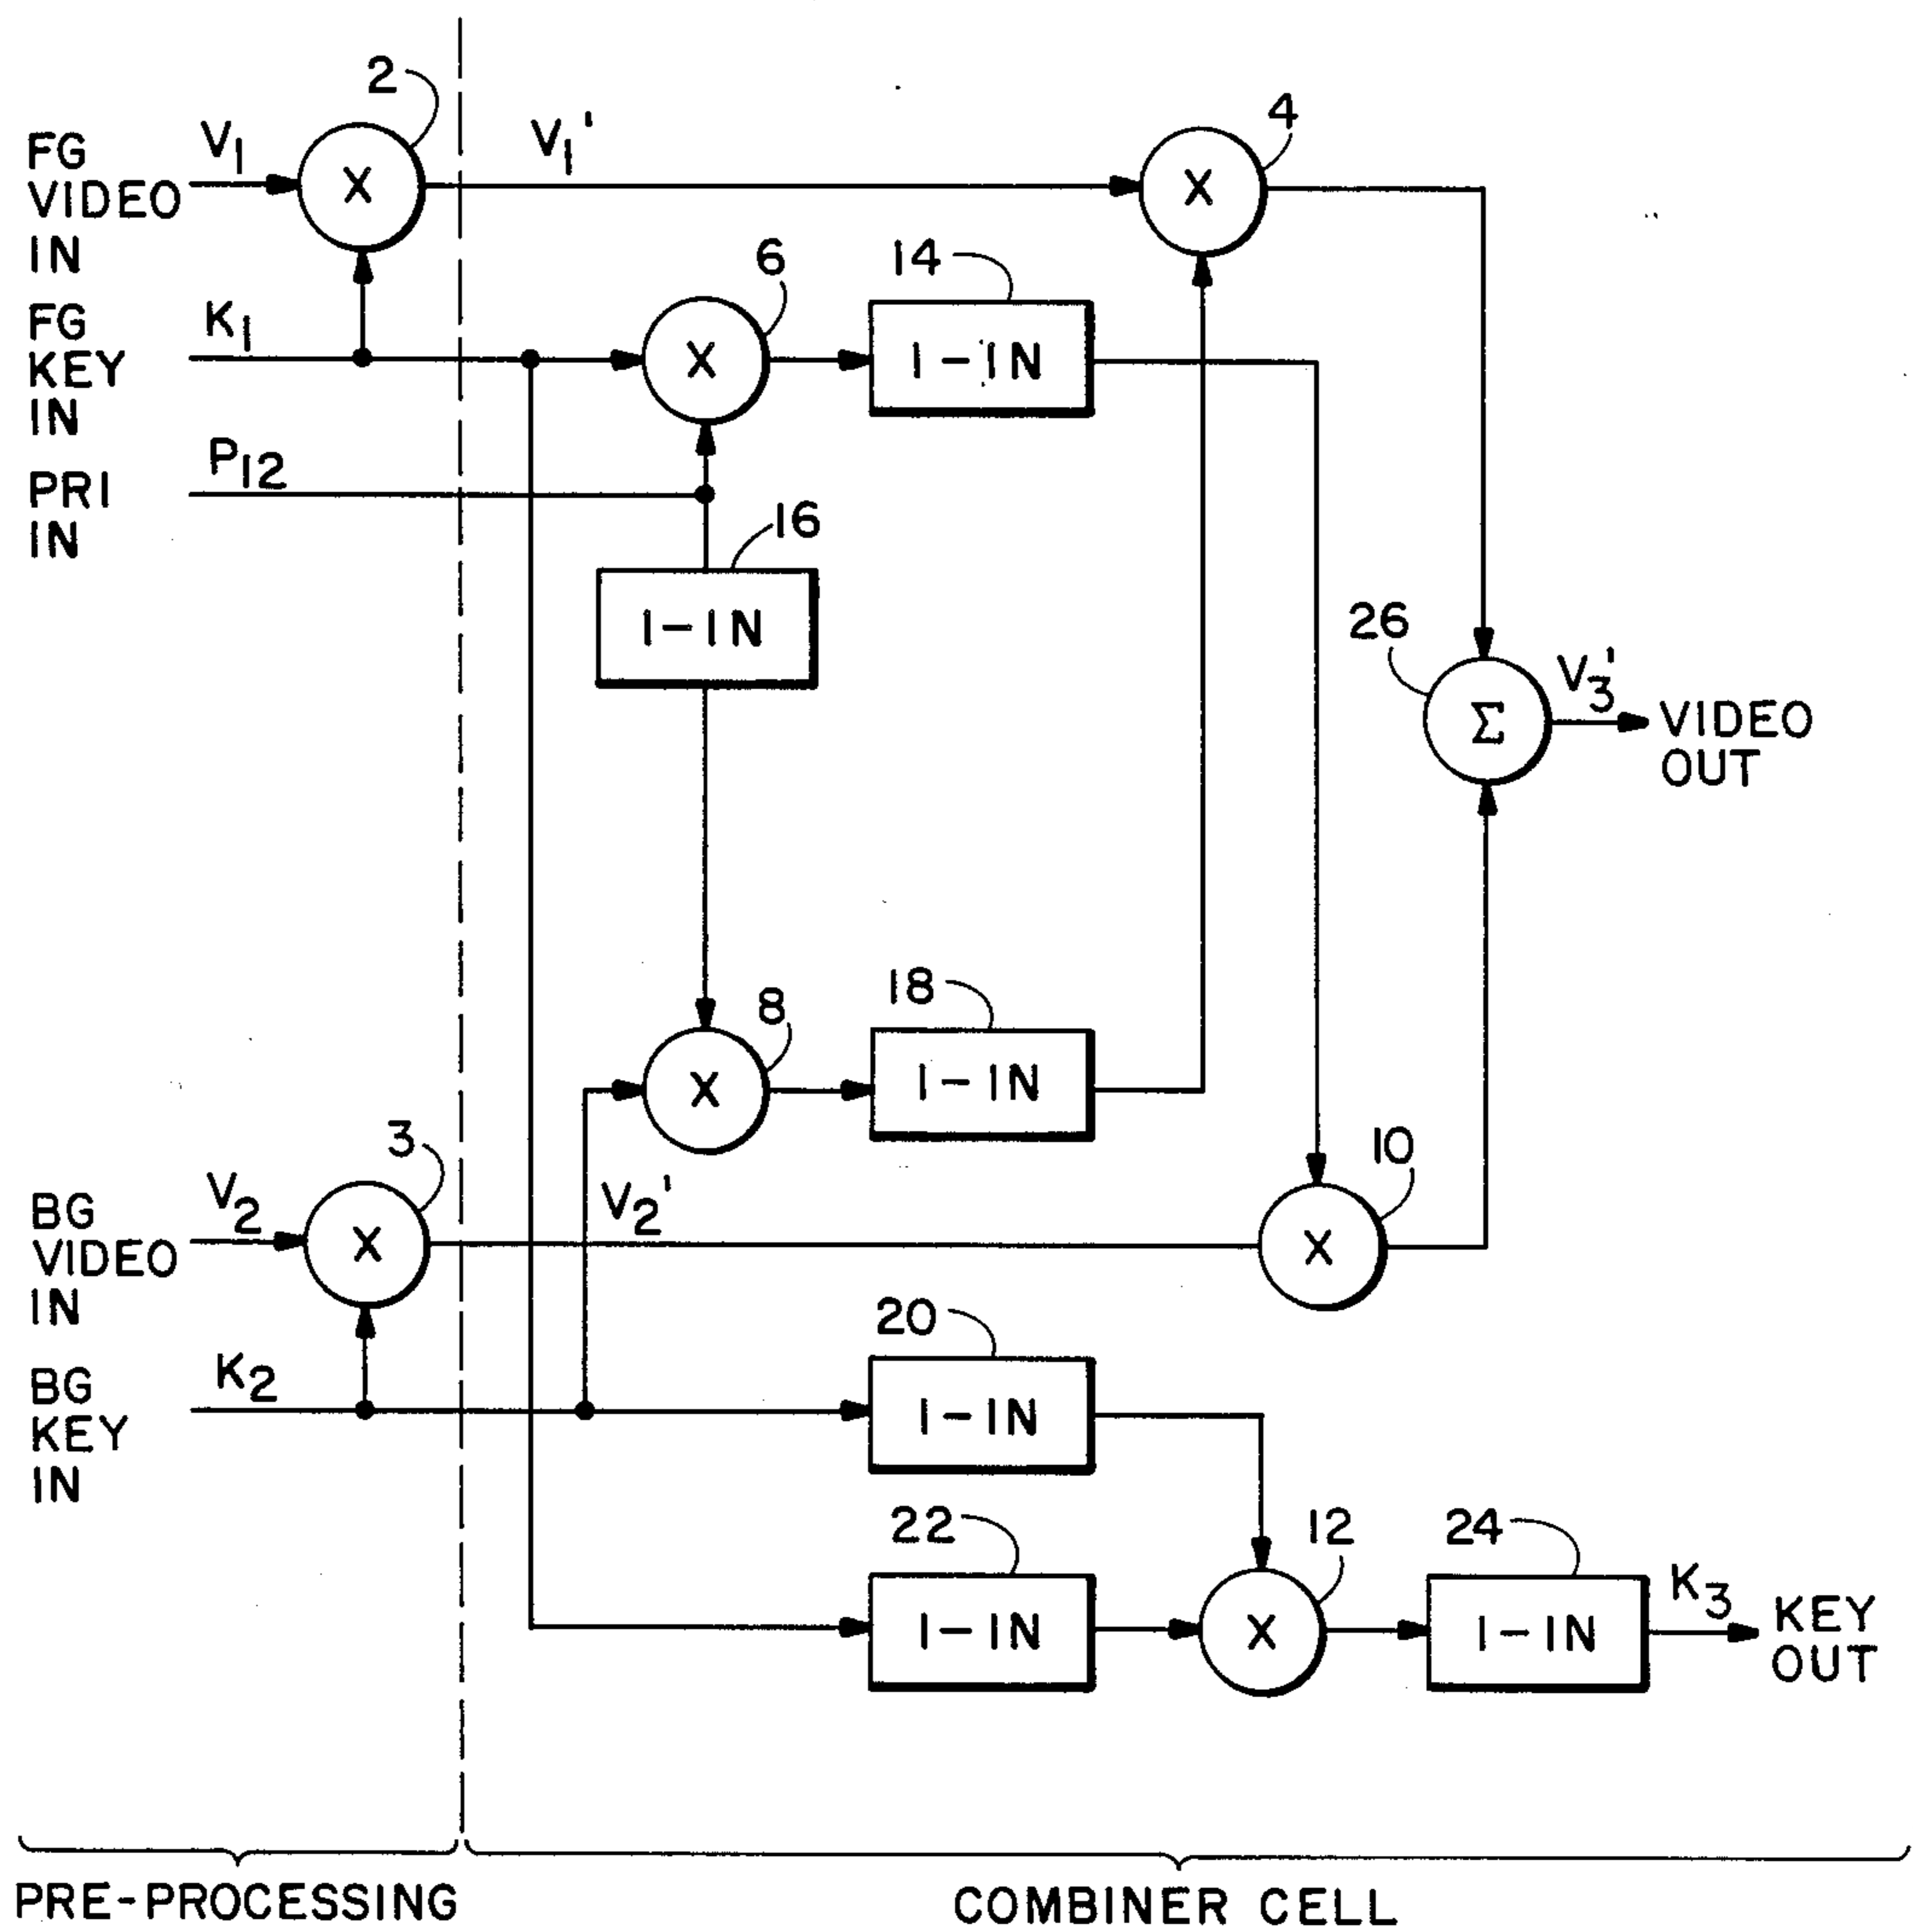 2
4
FG
VIDEO
IN
V1
X
V1'
X
6
14
FG
KEY
IN
K1
X
1-IN
P12
PRI
IN
16
1-IN
26
Σ
V3'
VIDEO
OUT
18
8
X
1-IN
3
10
BG
VIDEO
IN
V2
X
V2'
X
20
BG
KEY
IN
K2
1-IN
22
12
24
1-IN
X
1-IN
K3
KEY
OUT
PRE-PROCESSING
COMBINER CELL